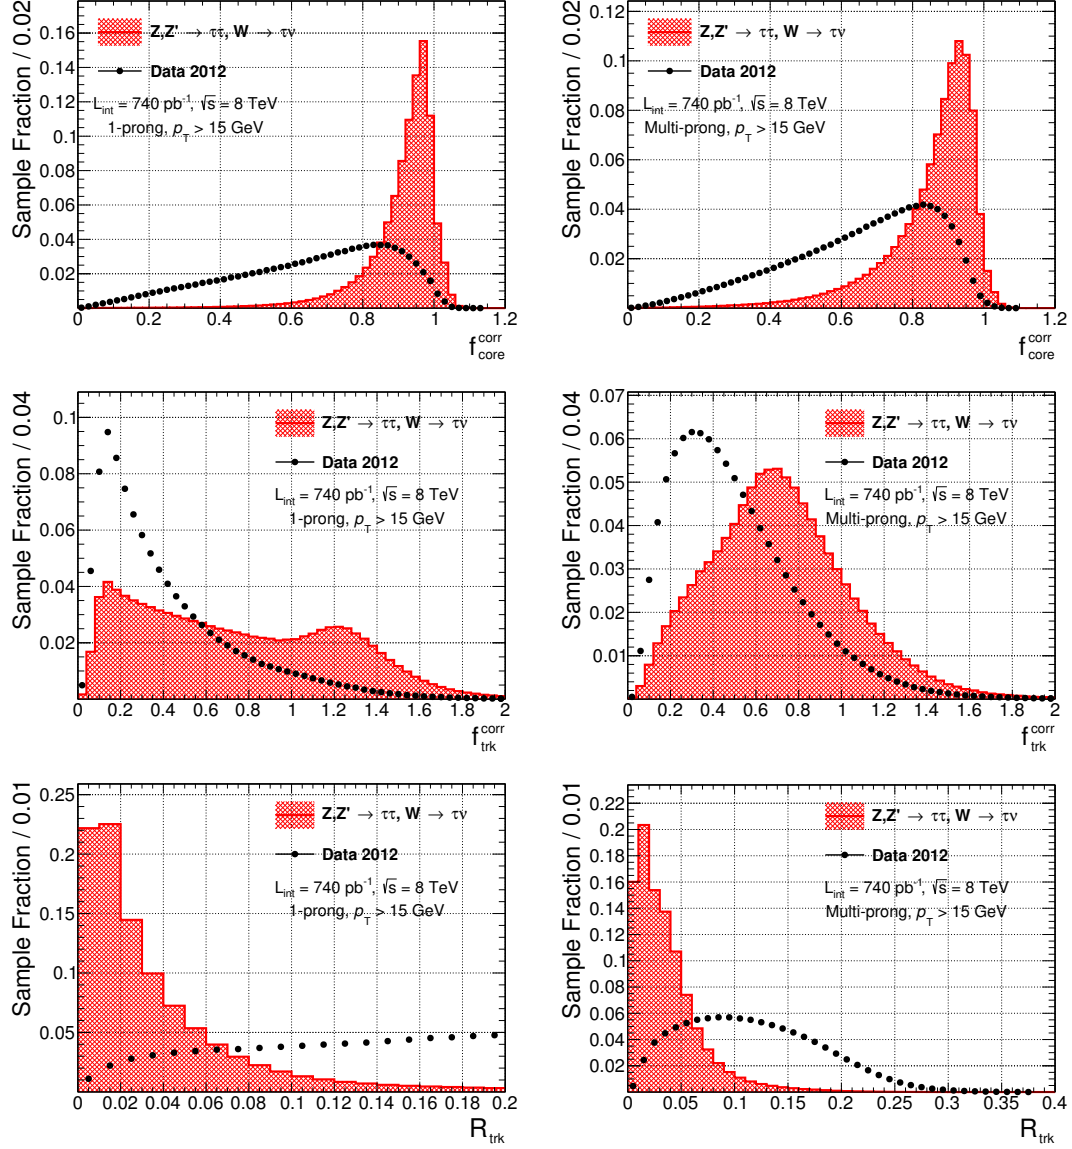 Sample Fraction / 0.02
0.16
0.14
0.12
0.1
0.08
0.06
0.04
0.02
Z,Z' → ττ, W → τν
Data 2012
L_int = 740 pb⁻¹, √s = 8 TeV
1-prong, p_T > 15 GeV
0 0.2 0.4 0.6 0.8 1 1.2
f_core^corr
Sample Fraction / 0.02
0.12
0.1
0.08
0.06
0.04
0.02
Z,Z' → ττ, W → τν
Data 2012
L_int = 740 pb⁻¹, √s = 8 TeV
Multi-prong, p_T > 15 GeV
0 0.2 0.4 0.6 0.8 1 1.2
f_core^corr
Sample Fraction / 0.04
0.1
0.08
0.06
0.04
0.02
Z,Z' → ττ, W → τν
Data 2012
L_int = 740 pb⁻¹, √s = 8 TeV
1-prong, p_T > 15 GeV
0 0.2 0.4 0.6 0.8 1 1.2 1.4 1.6 1.8 2
f_trk^corr
Sample Fraction / 0.04
0.07
0.06
0.05
0.04
0.03
0.02
0.01
Z,Z' → ττ, W → τν
Data 2012
L_int = 740 pb⁻¹, √s = 8 TeV
Multi-prong, p_T > 15 GeV
0 0.2 0.4 0.6 0.8 1 1.2 1.4 1.6 1.8 2
f_trk^corr
Sample Fraction / 0.01
0.25
0.2
0.15
0.1
0.05
Z,Z' → ττ, W → τν
Data 2012
L_int = 740 pb⁻¹, √s = 8 TeV
1-prong, p_T > 15 GeV
0 0.02 0.04 0.06 0.08 0.1 0.12 0.14 0.16 0.18 0.2
R_trk
Sample Fraction / 0.01
0.22
0.2
0.18
0.16
0.14
0.12
0.1
0.08
0.06
0.04
0.02
Z,Z' → ττ, W → τν
Data 2012
L_int = 740 pb⁻¹, √s = 8 TeV
Multi-prong, p_T > 15 GeV
0 0.05 0.1 0.15 0.2 0.25 0.3 0.35 0.4
R_trk